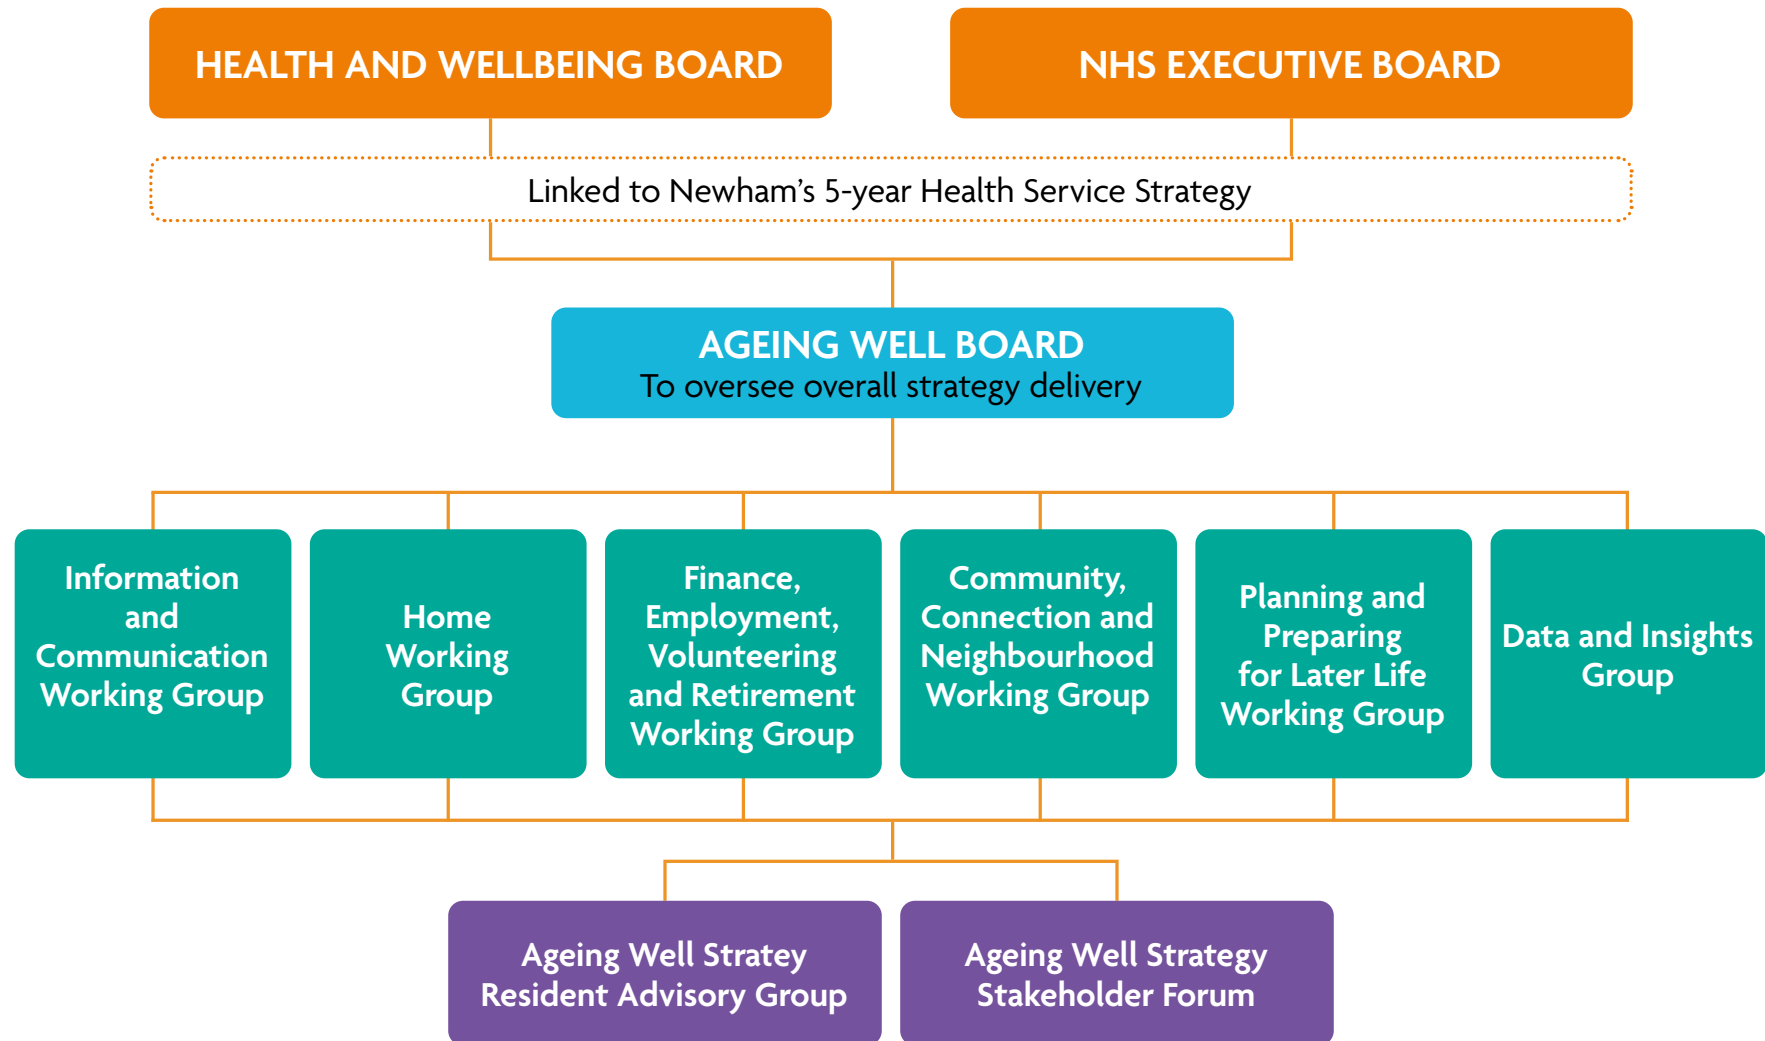 HEALTH AND WELLBEING BOARD
NHS EXECUTIVE BOARD
Linked to Newham’s 5-year Health Service Strategy
AGEING WELL BOARD
To oversee overall strategy delivery
Information
and
Communication
Working Group
Home
Working
Group
Finance,
Employment,
Volunteering
and Retirement
Working Group
Community,
Connection and
Neighbourhood
Working Group
Planning and
Preparing
for Later Life
Working Group
Data and Insights
Group
Ageing Well Stratey
Resident Advisory Group
Ageing Well Strategy
Stakeholder Forum